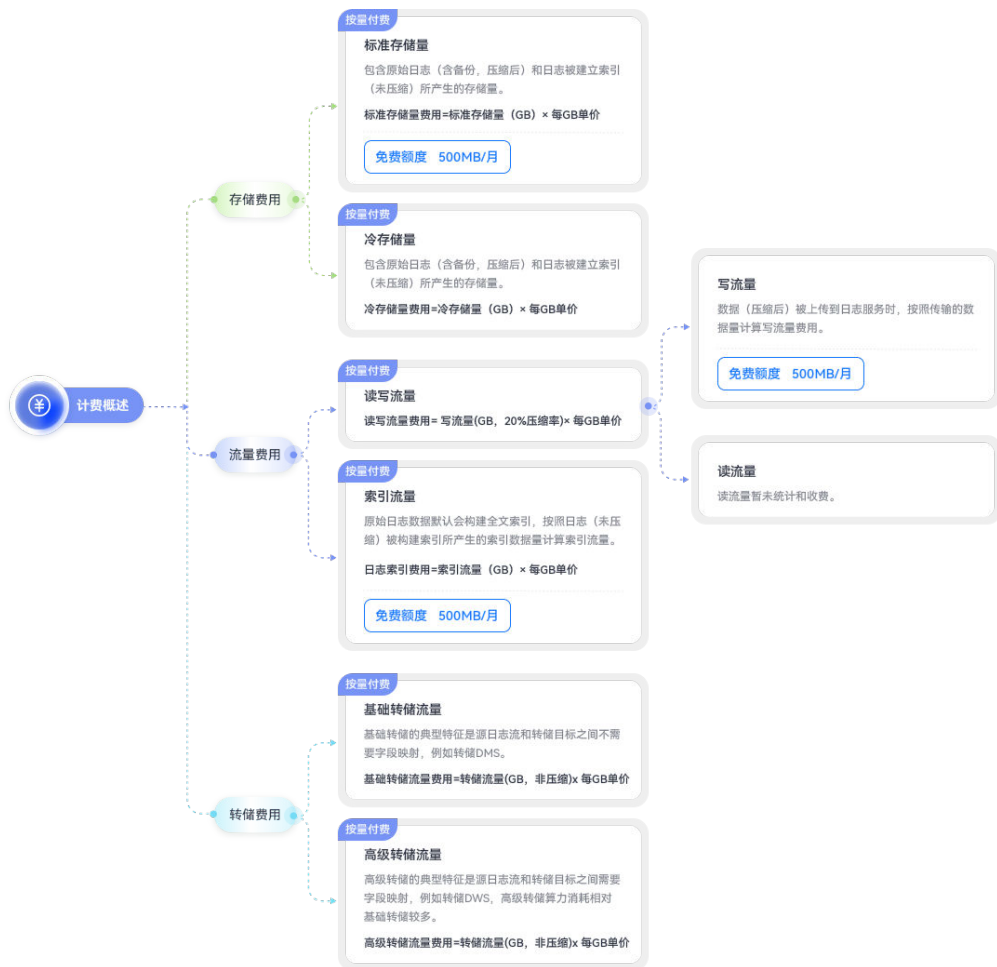 计费概述
存储费用
按量付费
标准存储量
包含原始日志（含备份，压缩后）和日志被建立索引
（未压缩）所产生的存储量。
标准存储量费用=标准存储量（GB）× 每GB单价
免费额度 500MB/月
按量付费
冷存储量
包含原始日志（含备份，压缩后）和日志被建立索引
（未压缩）所产生的存储量。
冷存储量费用=冷存储量（GB）× 每GB单价
流量费用
按量付费
读写流量
读写流量费用= 写流量(GB，20%压缩率)× 每GB单价
写流量
数据（压缩后）被上传到日志服务时，按照传输的数
据量计算写流量费用。
免费额度 500MB/月
读流量
读流量暂未统计和收费。
按量付费
索引流量
原始日志数据默认会构建全文索引，按照日志（未压
缩）被构建索引所产生的索引数据量计算索引流量。
日志索引费用=索引流量（GB）× 每GB单价
免费额度 500MB/月
转储费用
按量付费
基础转储流量
基础转储的典型特征是源日志流和转储目标之间不需
要字段映射，例如转储DMS。
基础转储流量费用=转储流量(GB，非压缩)x 每GB单价
按量付费
高级转储流量
高级转储的典型特征是源日志流和转储目标之间需要
字段映射，例如转储DWS，高级转储算力消耗相对
基础转储较多。
高级转储流量费用=转储流量(GB，非压缩)x 每GB单价